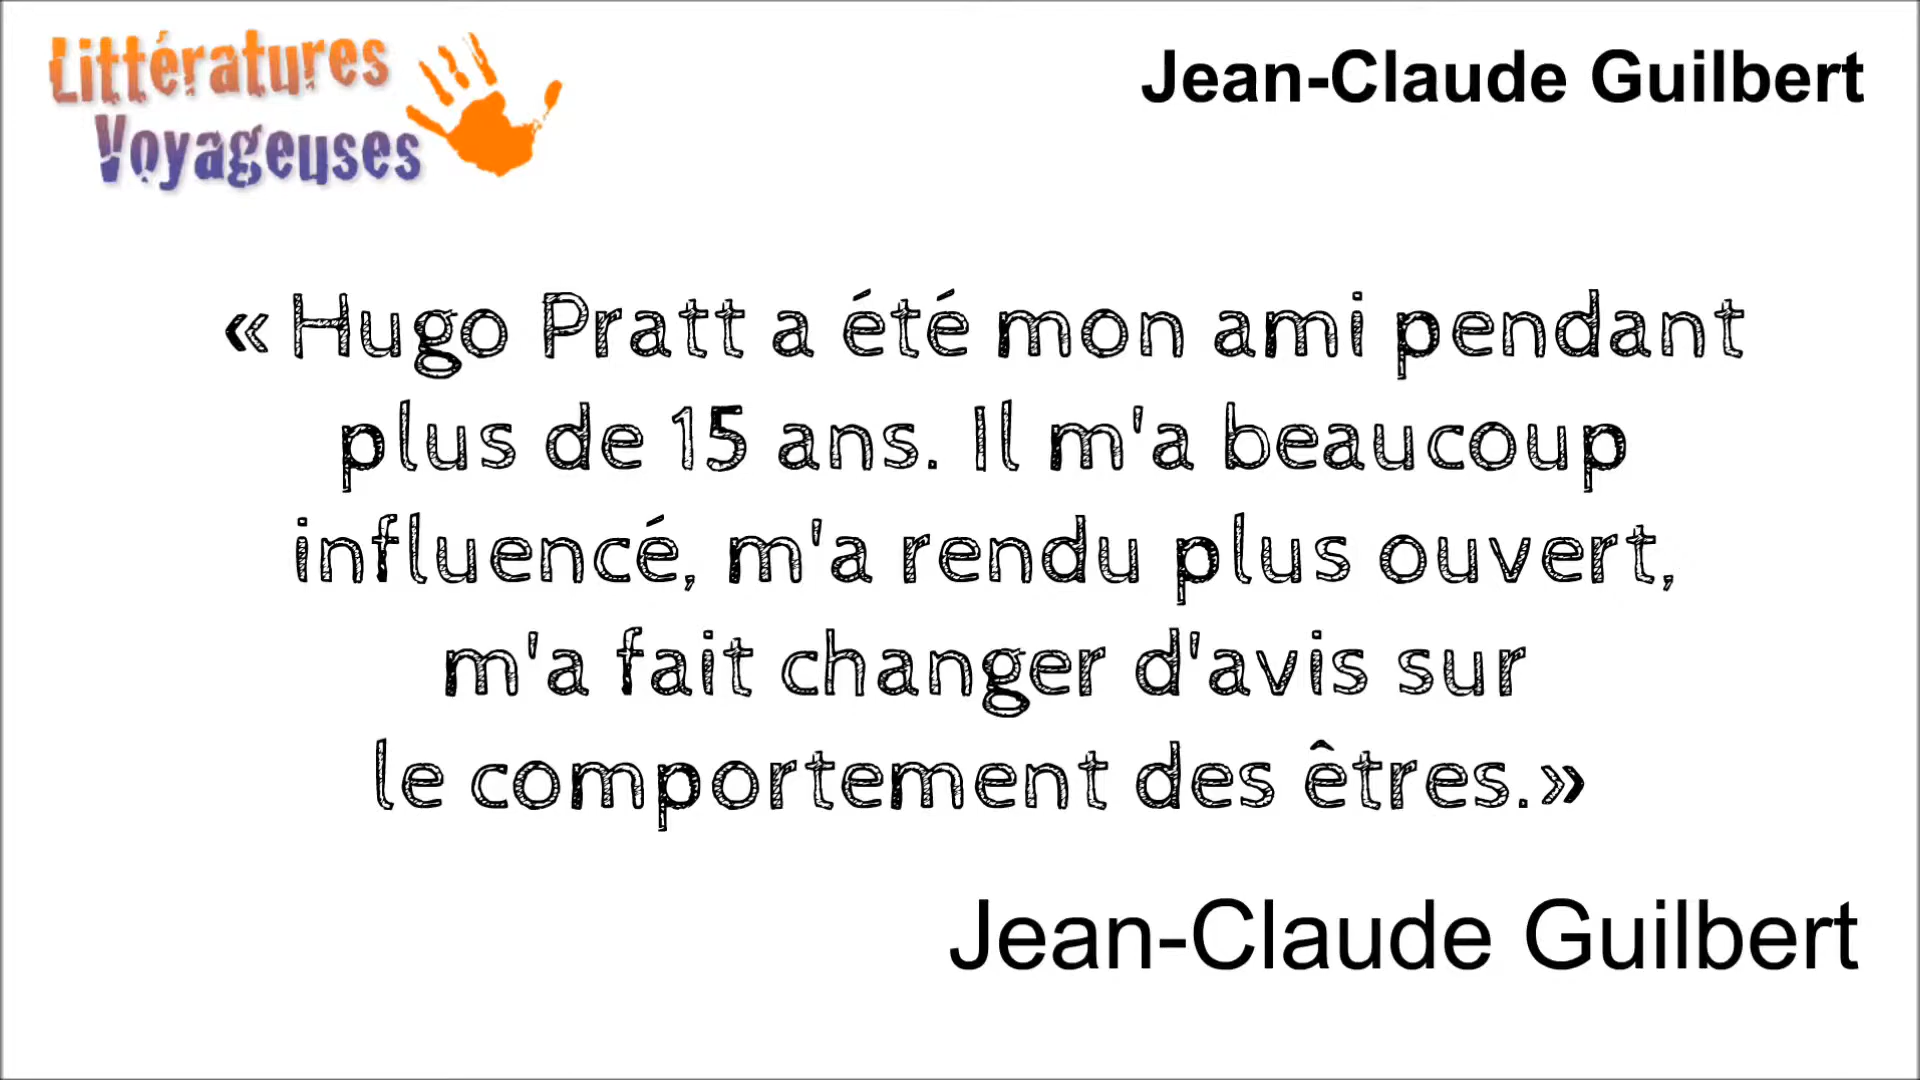 Littératures
Voyageuses
Jean-Claude Guilbert
« Hugo Pratt a été mon ami pendant
plus de 15 ans. Il m'a beaucoup
influencé, m'a rendu plus ouvert,
m'a fait changer d'avis sur
le comportement des êtres.»
Jean-Claude Guilbert